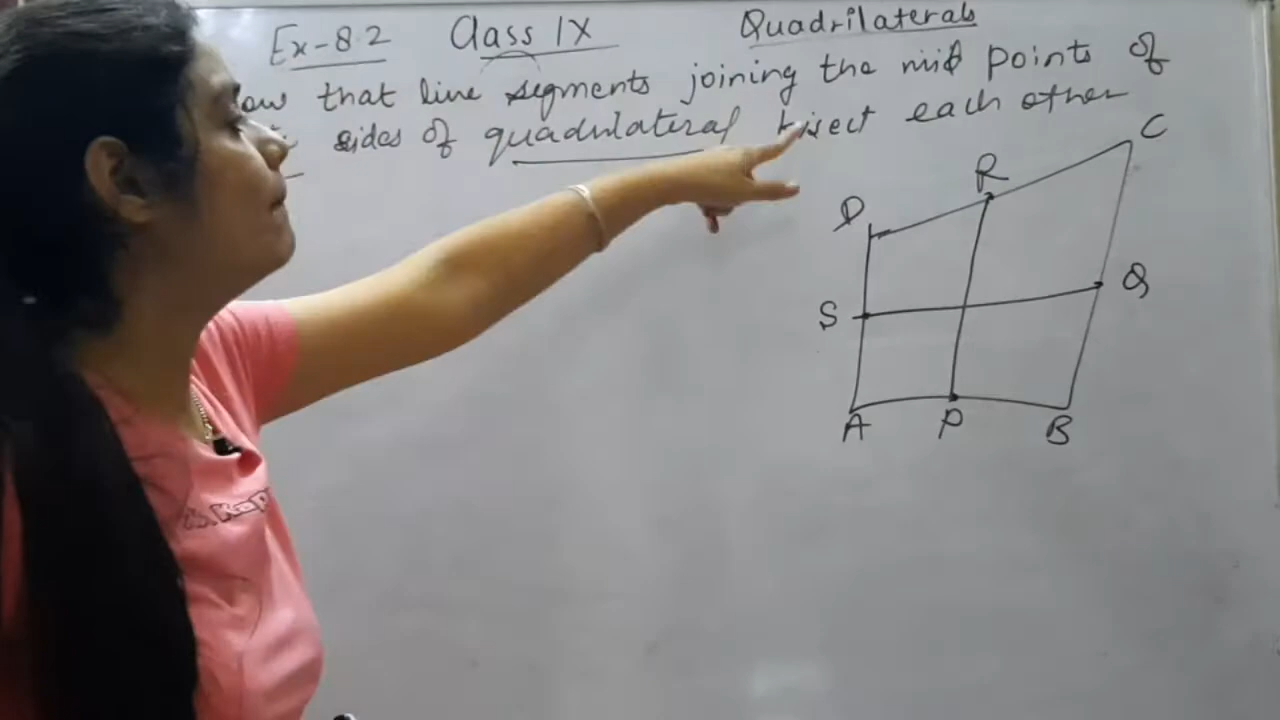 Ex-8.2 Class IX Quadrilaterals
that line segments joining the mid points of
sides of quadrilateral bisect each other
C
R
D
Q
S
A P B